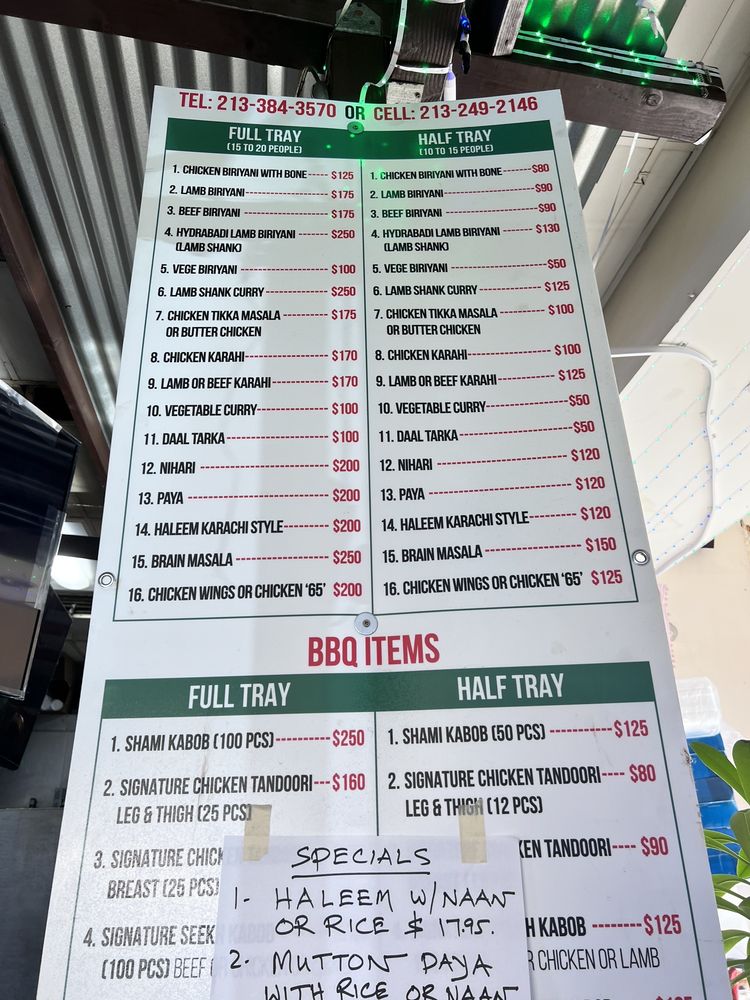 TEL: 213-384-3570 OR CELL: 213-249-2146
FULL TRAY
(15 TO 20 PEOPLE)
1. CHICKEN BIRIYANI WITH BONE----- $125
2. LAMB BIRIYANI---------------- $175
3. BEEF BIRIYANI ---------------- $175
4. HYDRABADI LAMB BIRIYANI ------- $250
(LAMB SHANK)
5. VEGE BIRIYANI ---------------- $100
6. LAMB SHANK CURRY------------- $250
7. CHICKEN TIKKA MASALA ---------- $175
OR BUTTER CHICKEN
8. CHICKEN KARAHI---------------- $170
9. LAMB OR BEEF KARAHI----------- $170
10. VEGETABLE CURRY-------------- $100
11. DAAL TARKA------------------- $100
12. NIHARI ---------------------- $200
13. PAYA ----------------------- $200
14. HALEEM KARACHI STYLE--------- $200
15. BRAIN MASALA ---------------- $250
16. CHICKEN WINGS OR CHICKEN ‘65’ $200
HALF TRAY
(10 TO 15 PEOPLE)
1. CHICKEN BIRIYANI WITH BONE-----$80
2. LAMB BIRIYANI----------------$90
3. BEEF BIRIYANI ----------------$90
4. HYDRABADI LAMB BIRIYANI ------- $130
(LAMB SHANK)
5. VEGE BIRIYANI ----------------$50
6. LAMB SHANK CURRY------------- $125
7. CHICKEN TIKKA MASALA -------- $100
OR BUTTER CHICKEN
8. CHICKEN KARAHI---------------- $100
9. LAMB OR BEEF KARAHI---------- $125
10. VEGETABLE CURRY--------------$50
11. DAAL TARKA------------------$50
12. NIHARI ---------------------- $120
13. PAYA ----------------------- $120
14. HALEEM KARACHI STYLE-------- $120
15. BRAIN MASALA ---------------- $150
16. CHICKEN WINGS OR CHICKEN ‘65’ $125
BBQ ITEMS
FULL TRAY
1. SHAMI KABOB (100 PCS)----------$250
2. SIGNATURE CHICKEN TANDOORI---$160
LEG & THIGH (25 PCS)
3. SIGNATURE CHICK
BREAST (25 PCS)
4. SIGNATURE SEEK
(100 PCS) BEEF
HALF TRAY
1. SHAMI KABOB (50 PCS) ----------$125
2. SIGNATURE CHICKEN TANDOORI---- $80
LEG & THIGH (12 PCS)
KEN TANDOORI---- $90
H KABOB --------$125
R CHICKEN OR LAMB
SPECIALS
1- HALEEM W/NAAN
OR RICE $ 17.95.
2- MUTTON PAYA
WITH RICE OR NAAN